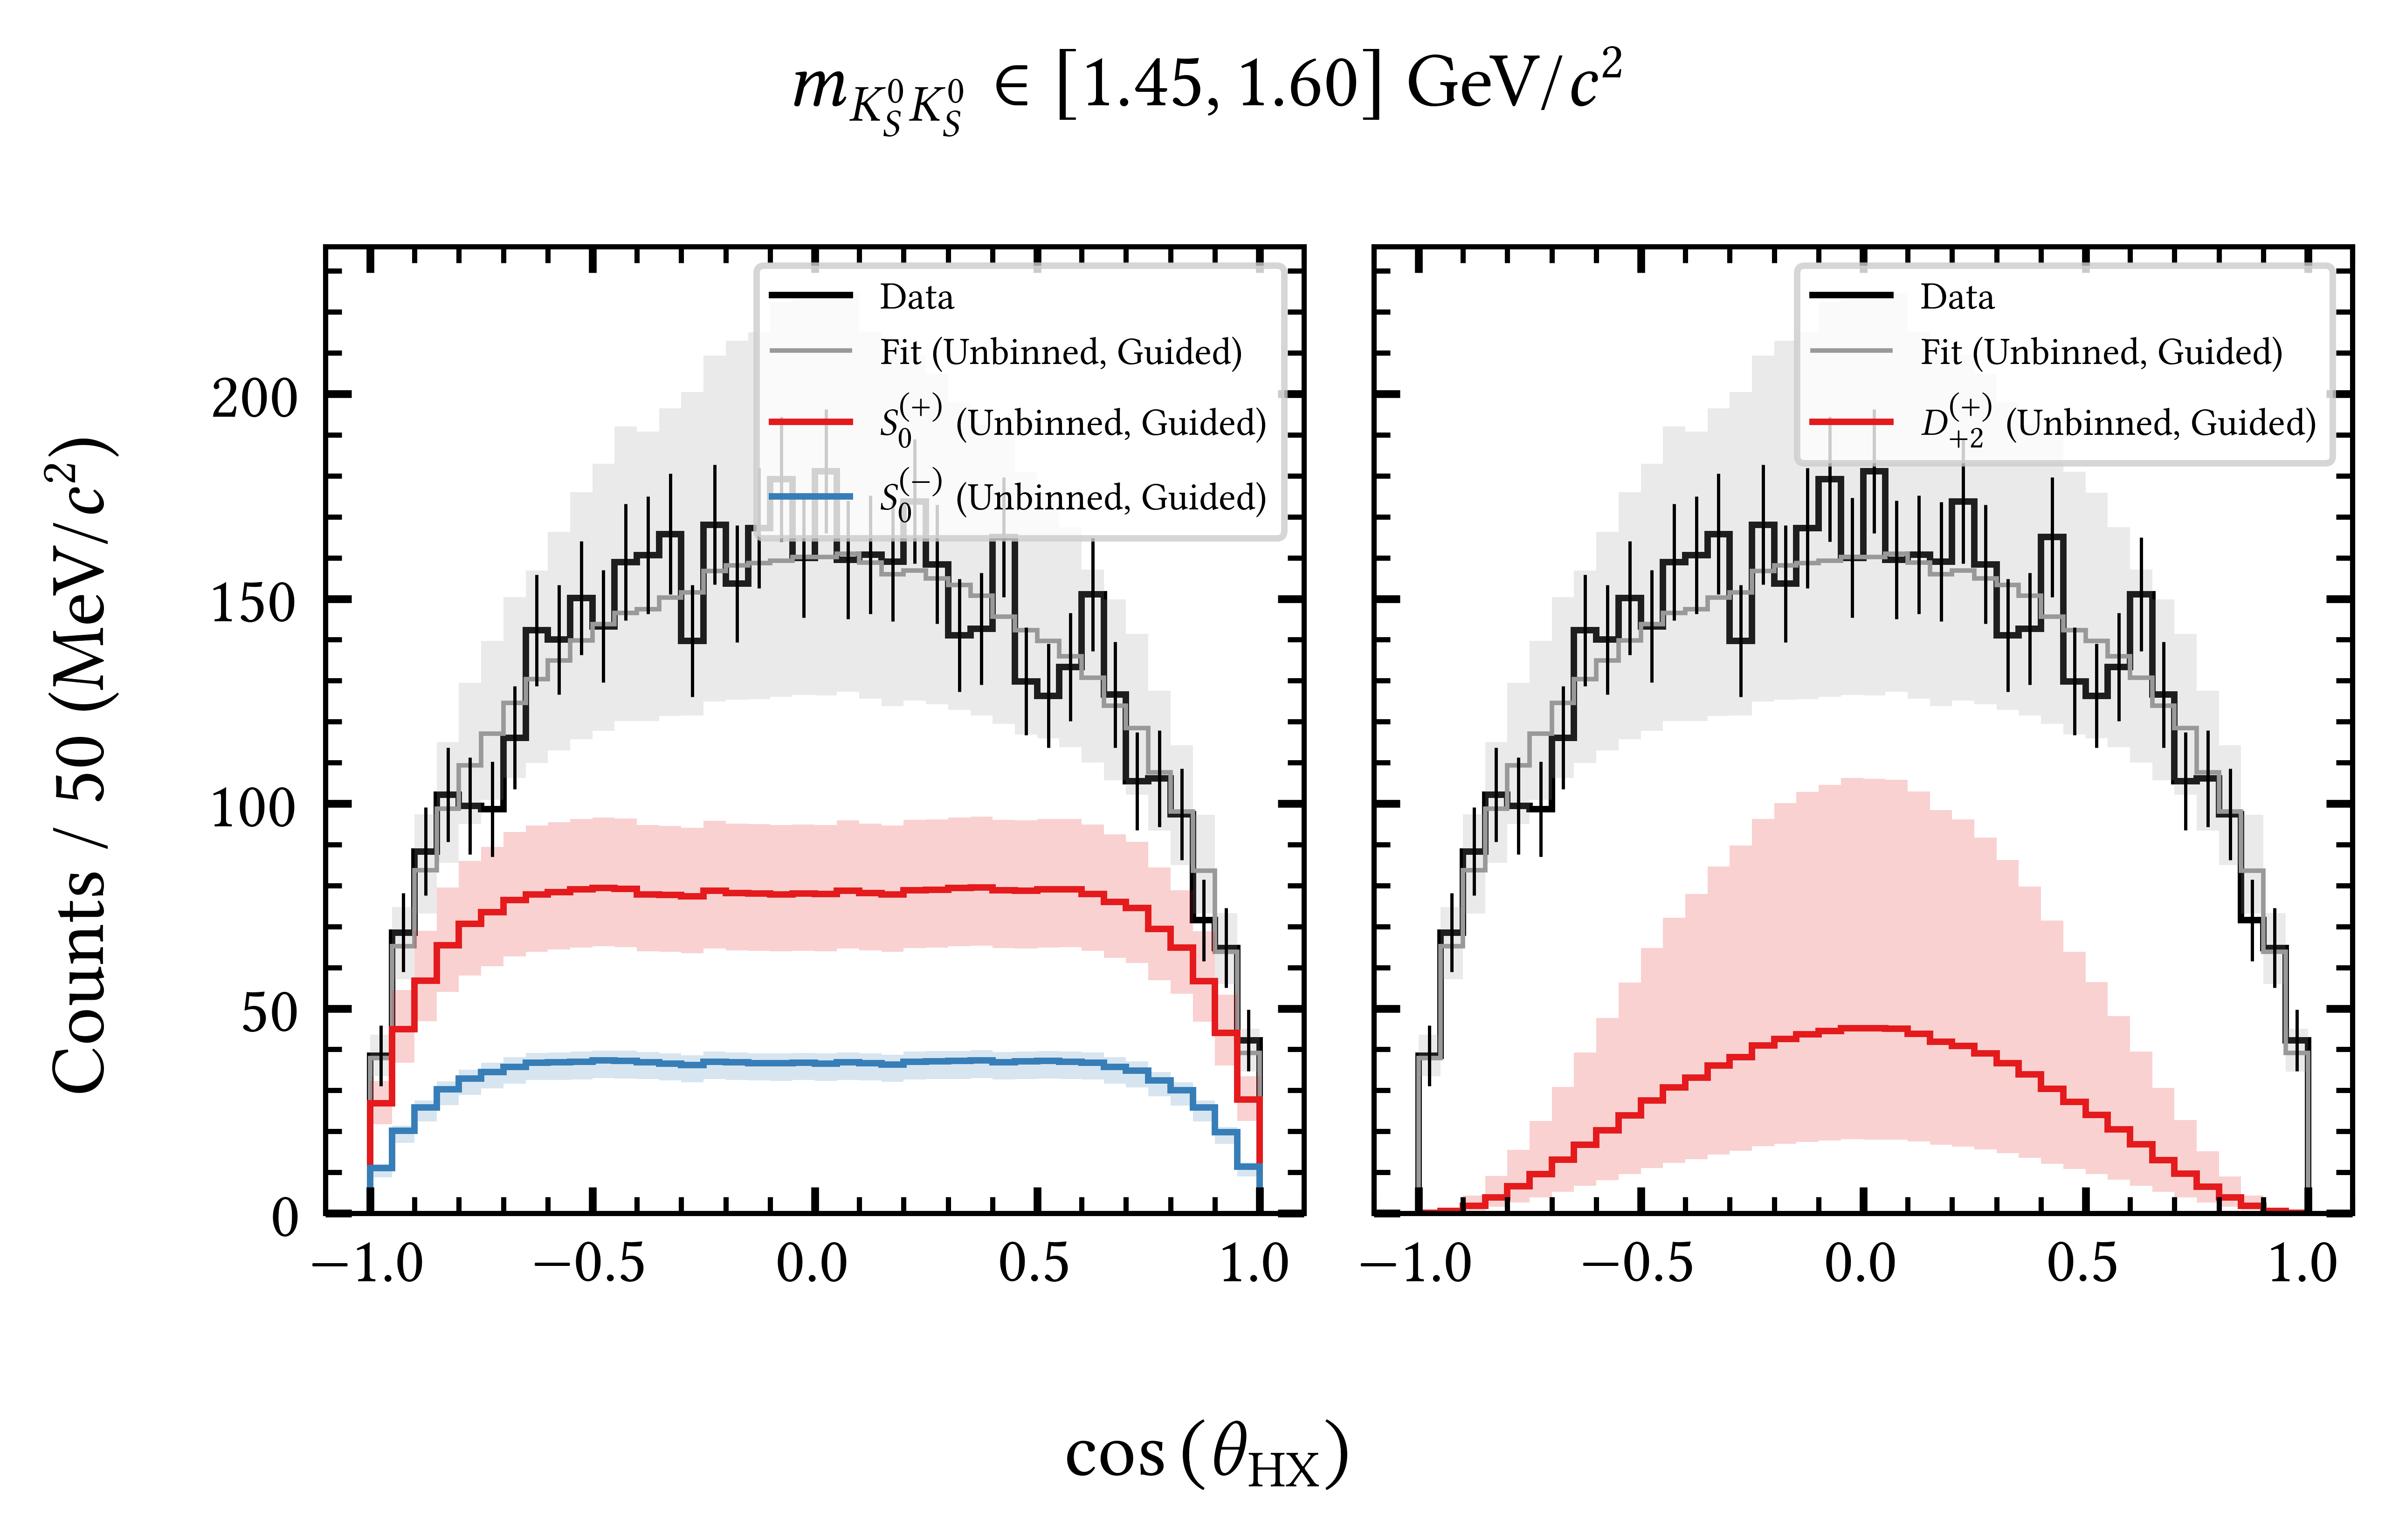 m_{K_S^0 K_S^0} ∈ [1.45, 1.60] GeV/c²
Counts / 50 (MeV/c²)
200
150
100
50
0
Data
Fit (Unbinned, Guided)
S_0^{(+)} (Unbinned, Guided)
S_0^{(−)} (Unbinned, Guided)
−1.0 −0.5 0.0 0.5 1.0
Data
Fit (Unbinned, Guided)
D_{+2}^{(+)} (Unbinned, Guided)
−1.0 −0.5 0.0 0.5 1.0
cos (θ_HX)